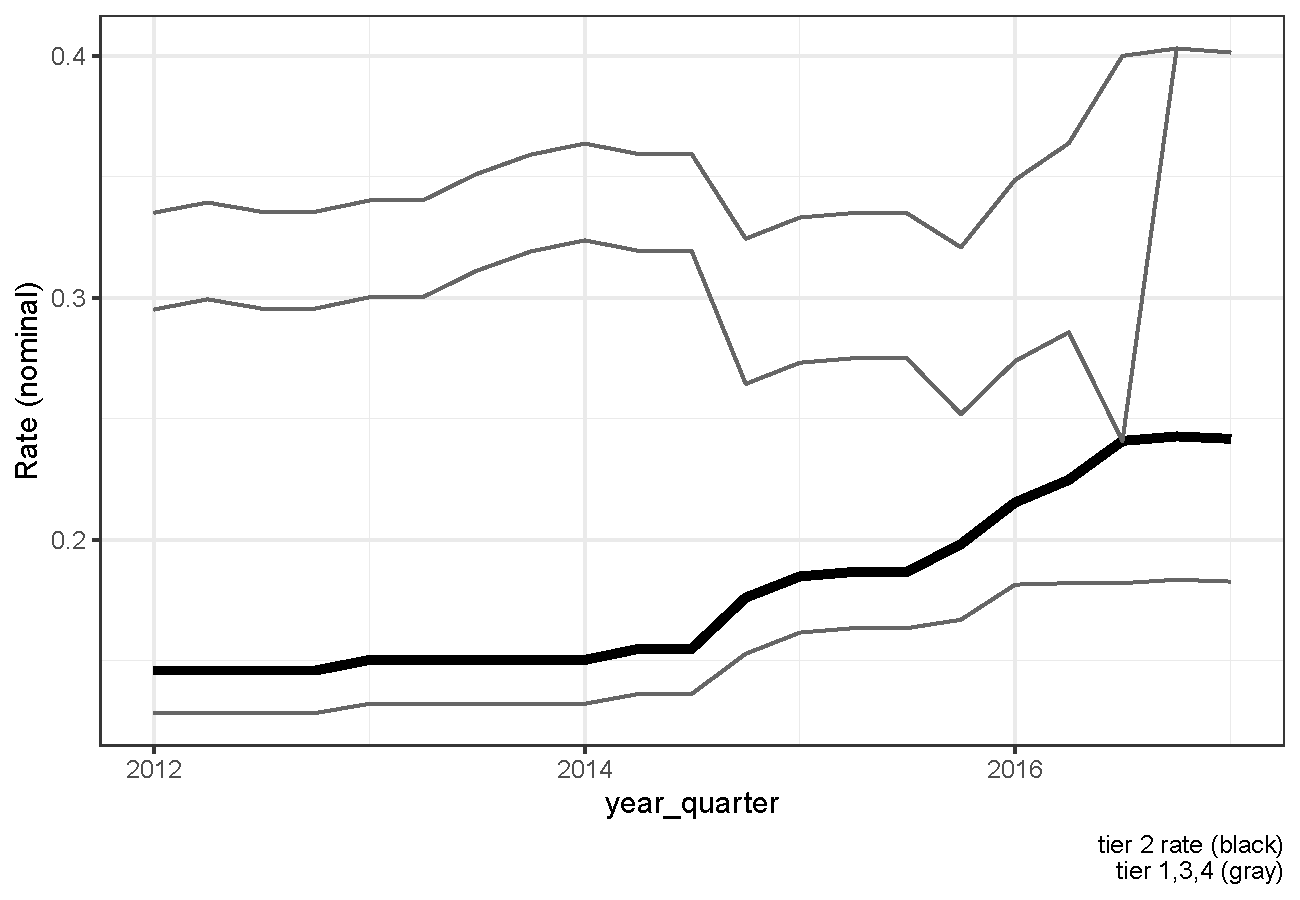 0.4
0.3
0.2
Rate (nominal)
2012
2014
2016
year_quarter
tier 2 rate (black)
tier 1,3,4 (gray)